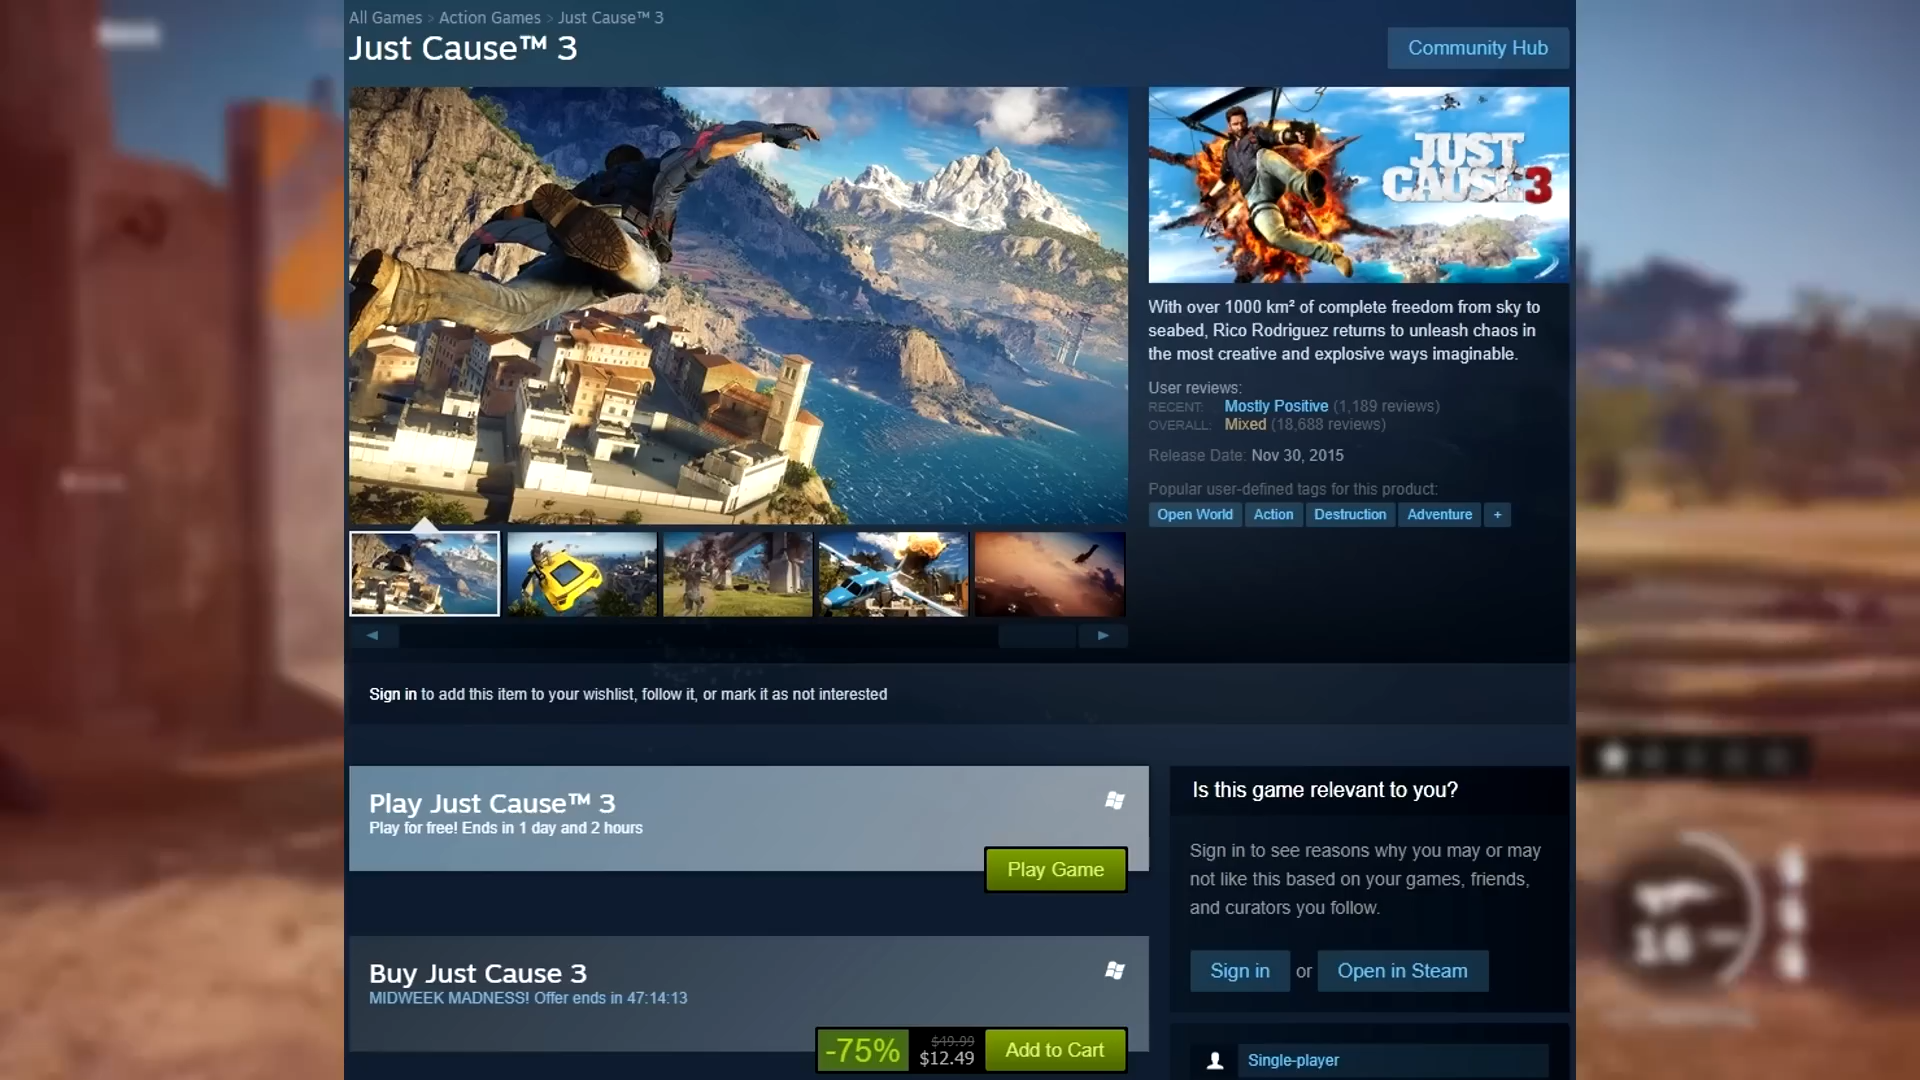 All Games > Action Games > Just Cause™ 3
Just Cause™ 3
Community Hub
JUST
CAUSE 3
With over 1000 km² of complete freedom from sky to
seabed, Rico Rodriguez returns to unleash chaos in
the most creative and explosive ways imaginable.
User reviews:
RECENT: Mostly Positive (1,189 reviews)
OVERALL: Mixed (18,688 reviews)
Release Date: Nov 30, 2015
Popular user-defined tags for this product:
Open World Action Destruction Adventure +
Sign in to add this item to your wishlist, follow it, or mark it as not interested
Play Just Cause™ 3
Play for free! Ends in 1 day and 2 hours
Play Game
Buy Just Cause 3
MIDWEEK MADNESS! Offer ends in 47:14:13
-75%
$49.99
$12.49
Add to Cart
Is this game relevant to you?
Sign in to see reasons why you may or may
not like this based on your games, friends,
and curators you follow.
Sign in or Open in Steam
Single-player
16